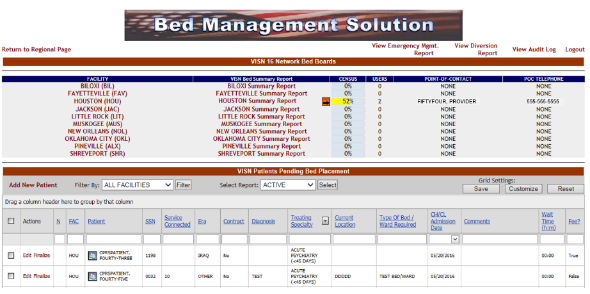 Bed Management Solution
Return to Regional Page
View Emergency Mgmt. Report
View Diversion Report
View Audit Log
Logout
VISN 16 Network Bed Boards
FACILITY VISN Bed Summary Report CENSUS USERS POINT-OF-CONTACT POC TELEPHONE
BILOXI (BIL) BILOXI Summary Report 0% 0 NONE NONE
FAYETTEVILLE (FAV) FAYETTEVILLE Summary Report 0% 0 NONE NONE
HOUSTON (HOU) HOUSTON Summary Report 52% 2 FIFTYFOUR, PROVIDER 555-555-5555
JACKSON (JAC) JACKSON Summary Report 0% 0 NONE NONE
LITTLE ROCK (LIT) LITTLE ROCK Summary Report 0% 0 NONE NONE
MUSKOGEE (MUS) MUSKOGEE Summary Report 0% 0 NONE NONE
NEW ORLEANS (NOL) NEW ORLEANS Summary Report 0% 0 NONE NONE
OKLAHOMA CITY (OKL) OKLAHOMA CITY Summary Report 0% 0 NONE NONE
PINEVILLE (ALX) PINEVILLE Summary Report 0% 0 NONE NONE
SHREVEPORT (SHR) SHREVEPORT Summary Report 0% 0 NONE NONE
VISN Patients Pending Bed Placement
Add New Patient Filter By: ALL FACILITIES Filter Select Report: ACTIVE Select
Grid Settings:
Save Customize Reset
Drag a column header here to group by that column
Actions N FAC Patient SSN Service Connected Era Contract Diagnosis Treating Specialty Current Location Type Of Bed / Ward Required CH/CL Admission Date Comments Wait Time (h:m) Fee?
Edit Finalize HOU OPESPATIENT, FOURTY-THREE 1198 IRAQ No ACUTE PSYCHIATRY (<45 DAYS) 05/20/2016 00:00 True
Edit Finalize HOU OPESPATIENT, FOURTY-FIVE 0102 10 OTHER No TEST ACUTE PSYCHIATRY (<45 DAYS) DDDDD TEST BED/WARD 05/20/2016 00:00 False